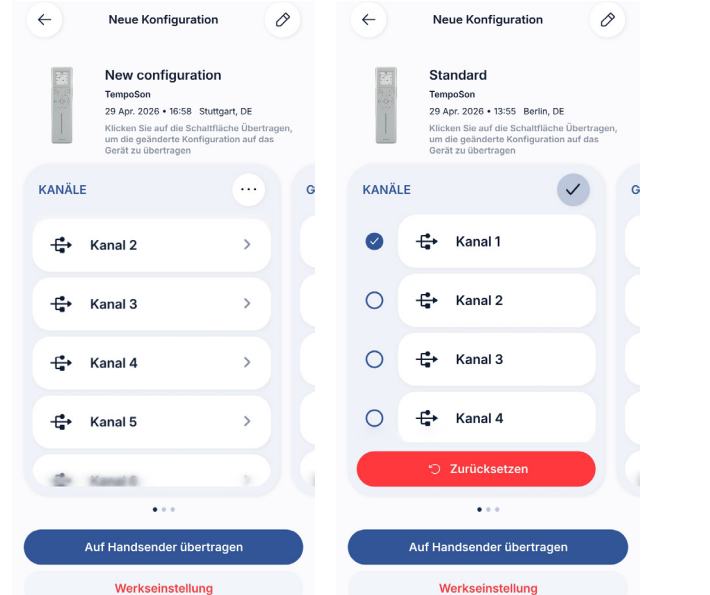 Neue Konfiguration
New configuration
TempoSon
29 Apr. 2026 • 16:58 Stuttgart, DE
Klicken Sie auf die Schaltfläche Übertragen,
um die geänderte Konfiguration auf das
Gerät zu übertragen
KANÄLE
G
Kanal 2
Kanal 3
Kanal 4
Kanal 5
Kanal 6
Auf Handsender übertragen
Werkseinstellung
Neue Konfiguration
Standard
TempoSon
29 Apr. 2026 • 13:55 Berlin, DE
Klicken Sie auf die Schaltfläche Übertragen,
um die geänderte Konfiguration auf das
Gerät zu übertragen
KANÄLE
G
Kanal 1
Kanal 2
Kanal 3
Kanal 4
Zurücksetzen
Auf Handsender übertragen
Werkseinstellung